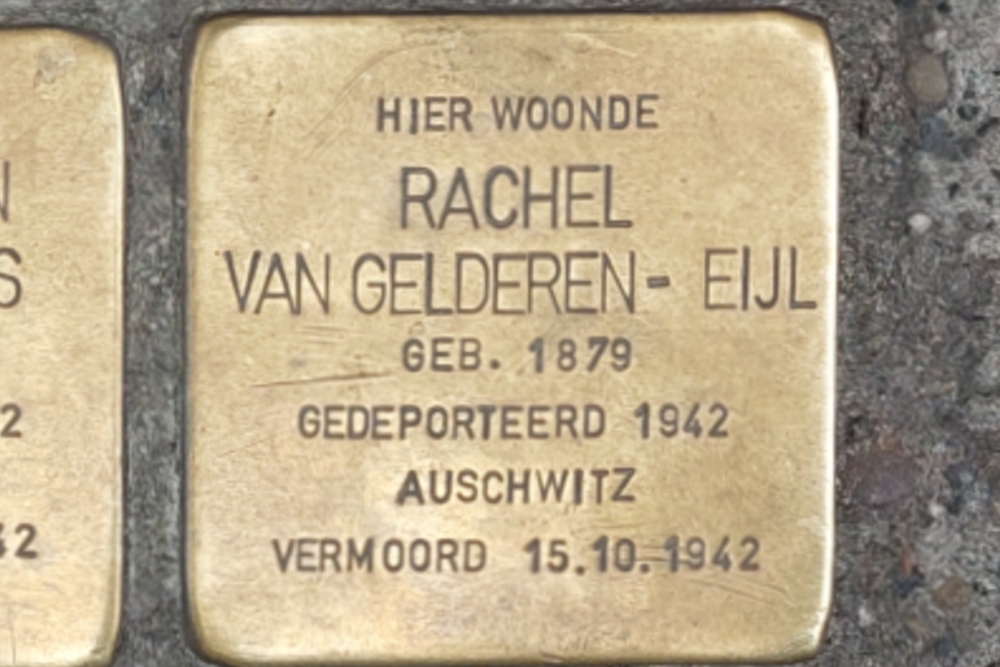 HIER WOONDE
RACHEL
VAN GELDEREN - EIJL
GEB. 1879
GEDEPORTEERD 1942
AUSCHWITZ
VERMOORD 15.10.1942